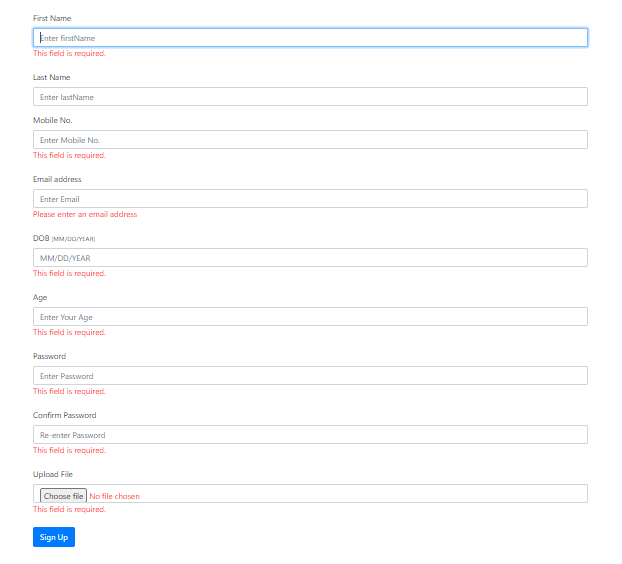 First Name
Enter firstName
This field is required.
Last Name
Enter lastName
Mobile No.
Enter Mobile No.
This field is required.
Email address
Enter Email
Please enter an email address
DOB (MM/DD/YEAR)
MM/DD/YEAR
This field is required.
Age
Enter Your Age
This field is required.
Password
Enter Password
This field is required.
Confirm Password
Re-enter Password
This field is required.
Upload File
Choose file No file chosen
This field is required.
Sign Up